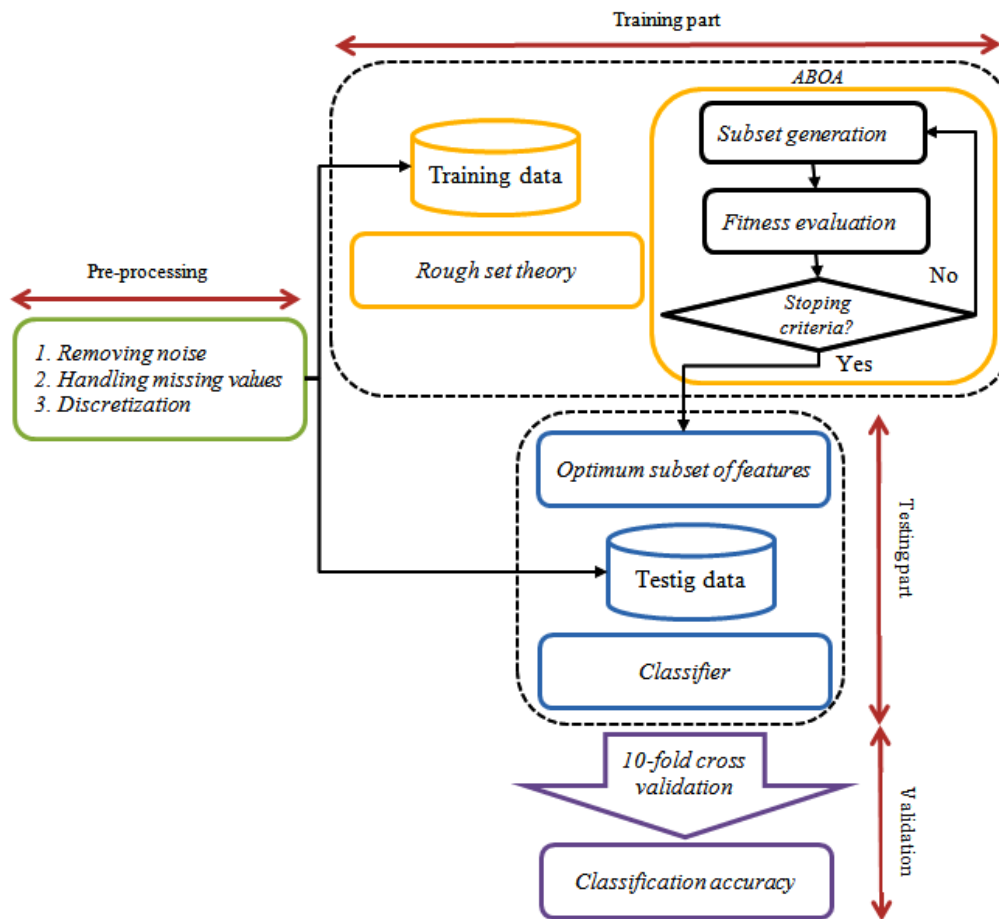 Training part
ABOA
Subset generation
Training data
Fitness evaluation
Rough set theory
No
Stoping
criteria?
Yes
Pre-processing
1. Removing noise
2. Handling missing values
3. Discretization
Optimum subset of features
Testig data
Classifier
Testing part
10-fold cross
validation
Classification accuracy
Validation